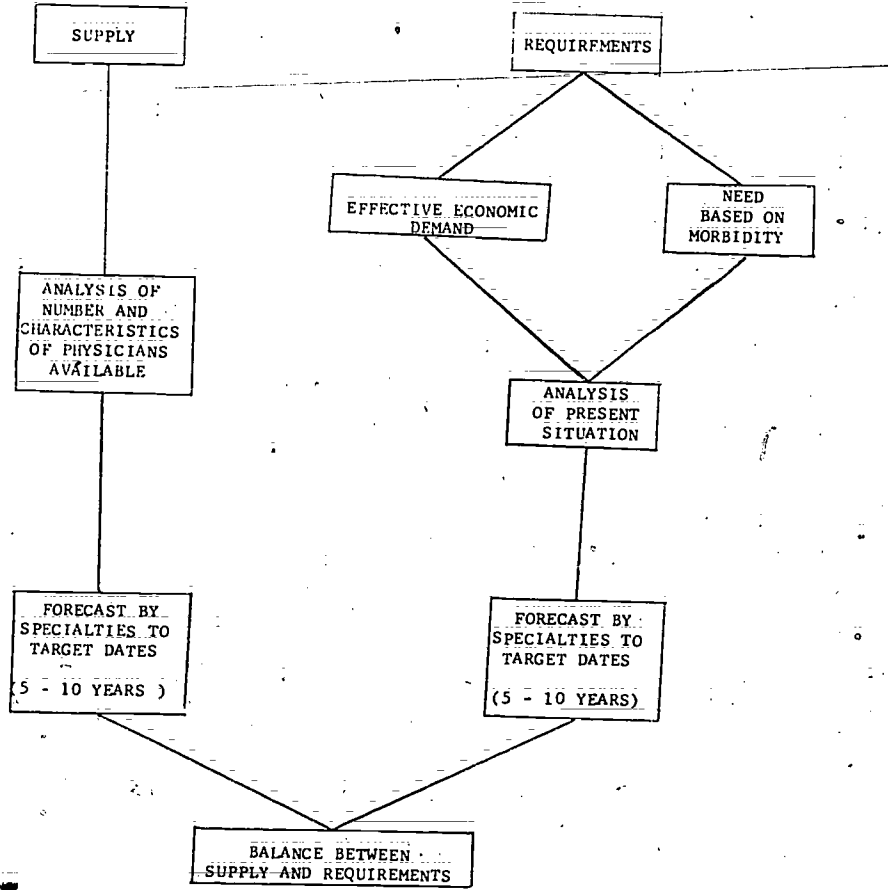 SUPPLY
REQUIREMENTS
EFFECTIVE ECONOMIC
DEMAND
NEED
BASED ON
MORBIDITY
ANALYSIS OF
NUMBER AND
CHARACTERISTICS
OF PHYSICIANS
AVAILABLE
ANALYSIS
OF PRESENT
SITUATION
FORECAST BY
SPECIALTIES TO
TARGET DATES
(5 - 10 YEARS )
FORECAST BY
SPECIALTIES TO
TARGET DATES
(5 - 10 YEARS)
BALANCE BETWEEN
SUPPLY AND REQUIREMENTS